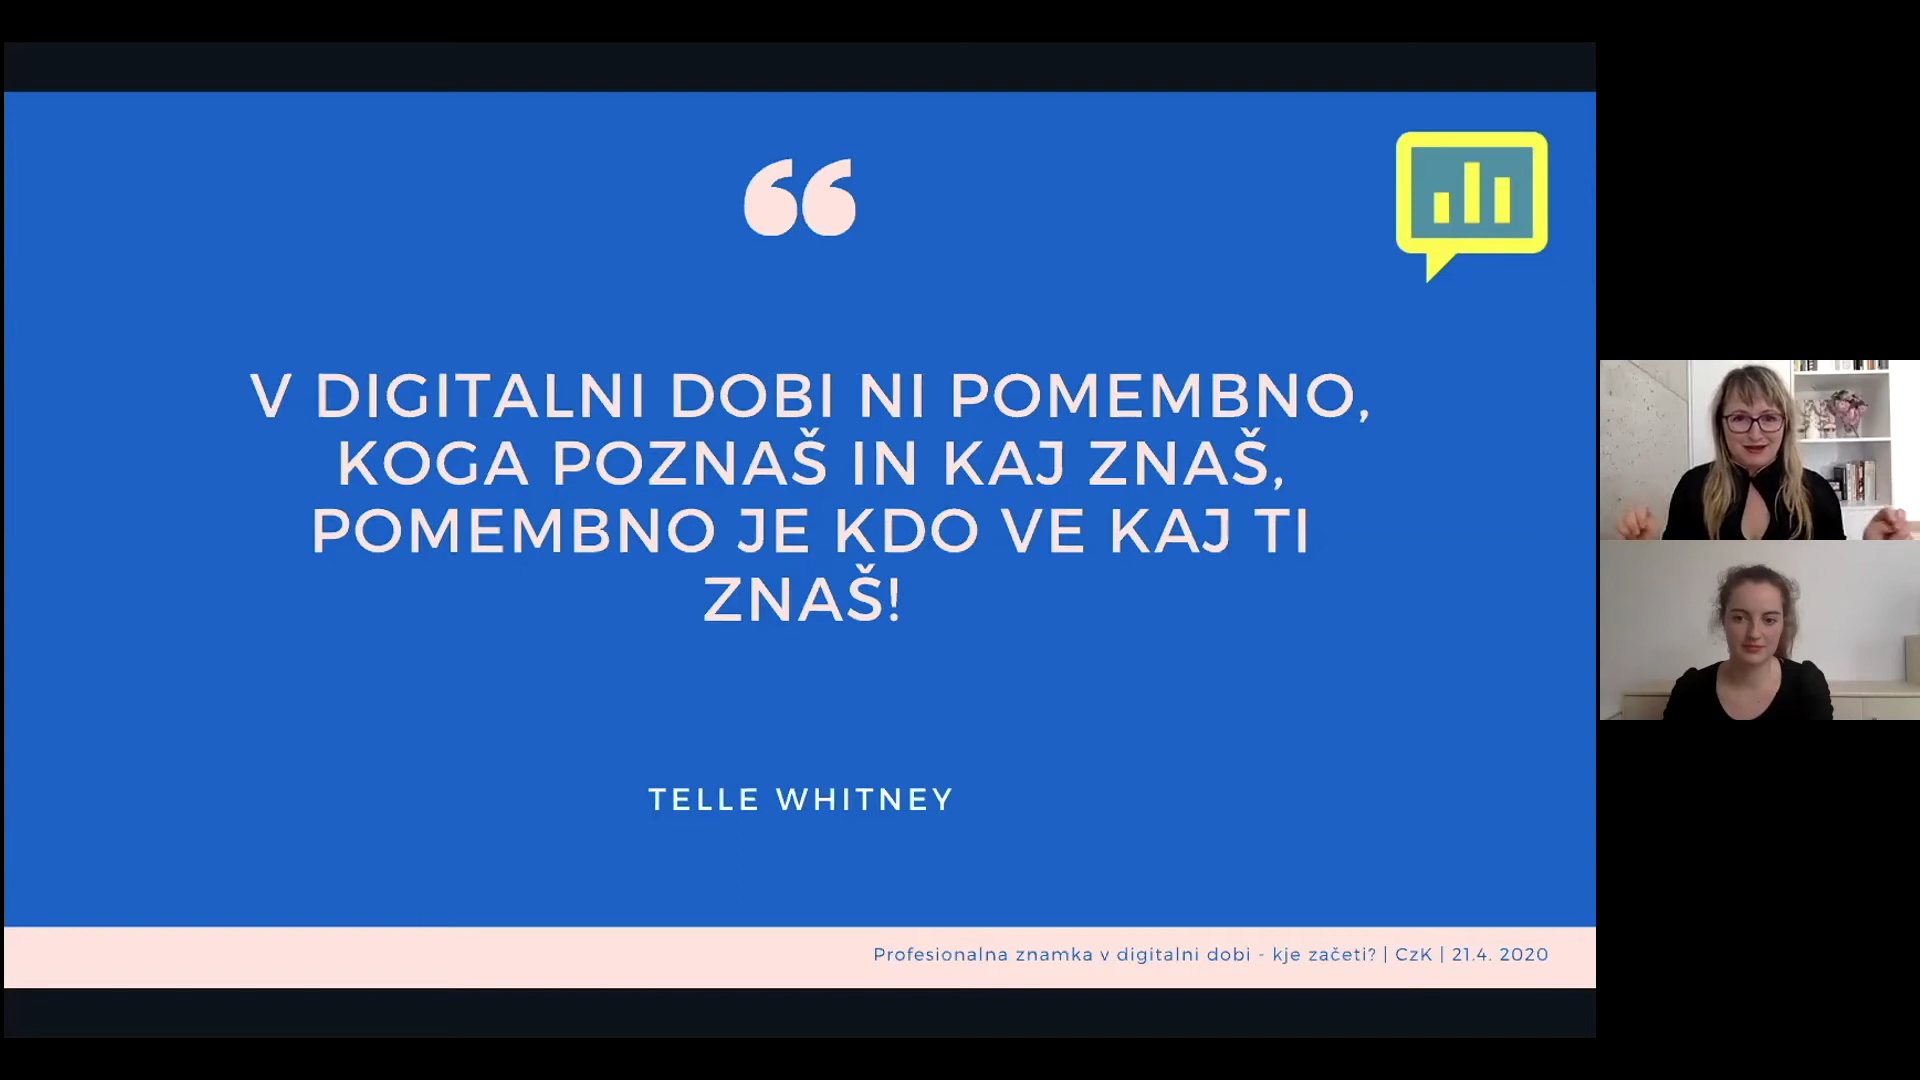 V DIGITALNI DOBI NI POMEMBNO,
KOGA POZNAŠ IN KAJ ZNAŠ,
POMEMBNO JE KDO VE KAJ TI
ZNAŠ!
TELLE WHITNEY
Profesionalna znamka v digitalni dobi - kje začeti? | CzK | 21.4. 2020